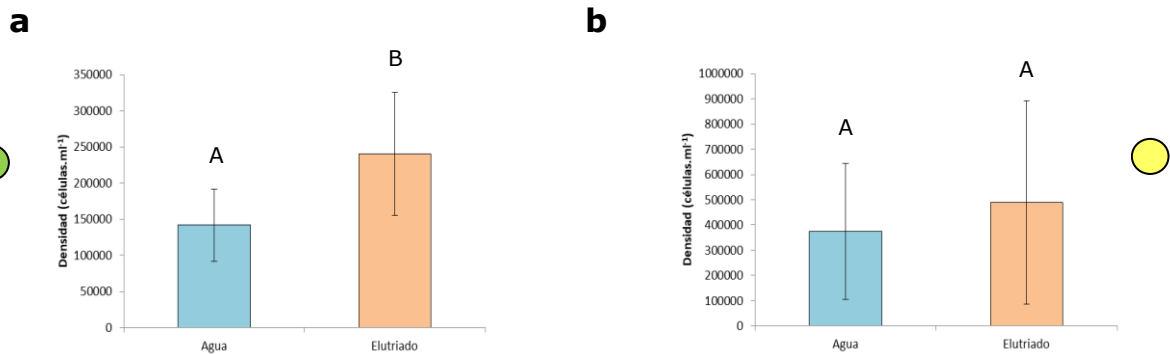 a
B
A
350000
300000
250000
200000
150000
100000
50000
0
Densidad (células.ml⁻¹)
Agua
Elutriado
b
A
A
1000000
900000
800000
700000
600000
500000
400000
300000
200000
100000
0
Densidad (células.ml⁻¹)
Agua
Elutriado